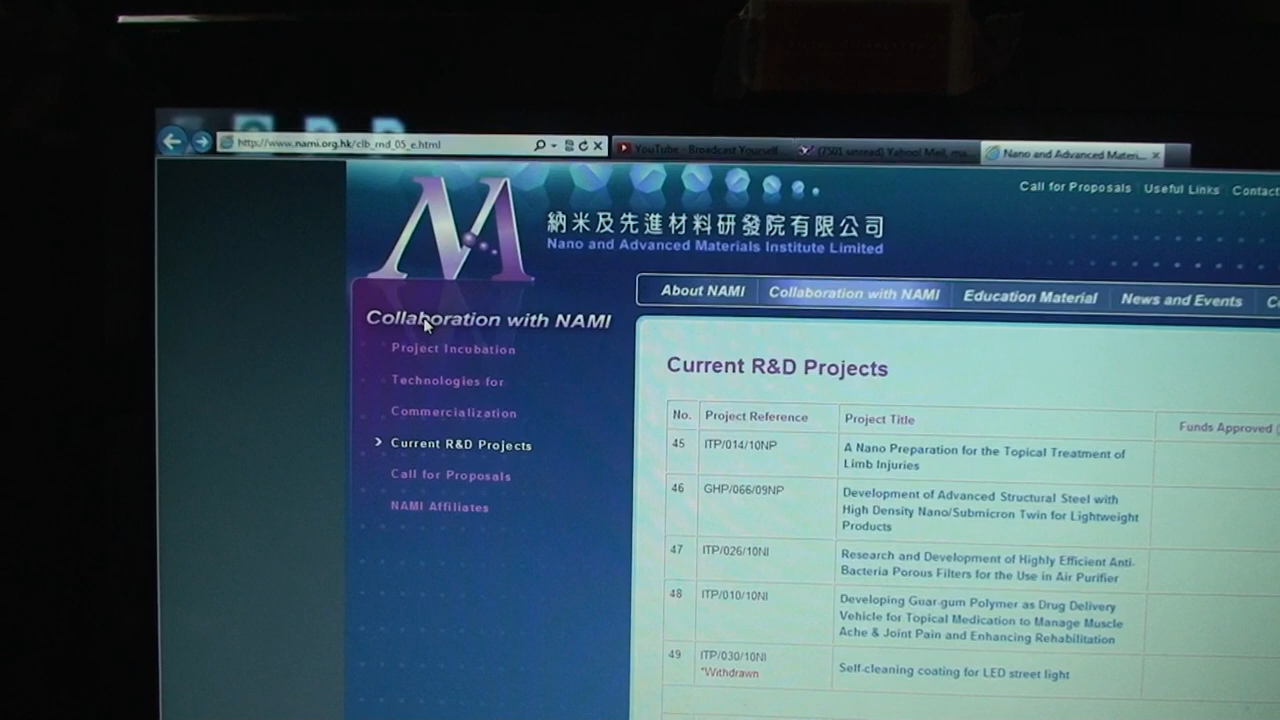 http://www.nami.org.hk/clb_rnd_05_e.html
YouTube - Broadcast Yourself
(7501 unread) Yahoo! Mail, ma...
Nano and Advanced Materi...
Call for Proposals
Useful Links
Contact
納米及先進材料研發院有限公司
Nano and Advanced Materials Institute Limited
About NAMI
Collaboration with NAMI
Education Material
News and Events
C
Collaboration with NAMI
Project Incubation
Technologies for
Commercialization
Current R&D Projects
Call for Proposals
NAMI Affiliates
Current R&D Projects
No. Project Reference Project Title Funds Approved (
45 ITP/014/10NP A Nano Preparation for the Topical Treatment of
Limb Injuries
46 GHP/066/09NP Development of Advanced Structural Steel with
High Density Nano/Submicron Twin for Lightweight
Products
47 ITP/026/10NI Research and Development of Highly Efficient Anti-
Bacteria Porous Filters for the Use in Air Purifier
48 ITP/010/10NI Developing Guar-gum Polymer as Drug Delivery
Vehicle for Topical Medication to Manage Muscle
Ache & Joint Pain and Enhancing Rehabilitation
49 ITP/030/10NI Self-cleaning coating for LED street light
*Withdrawn